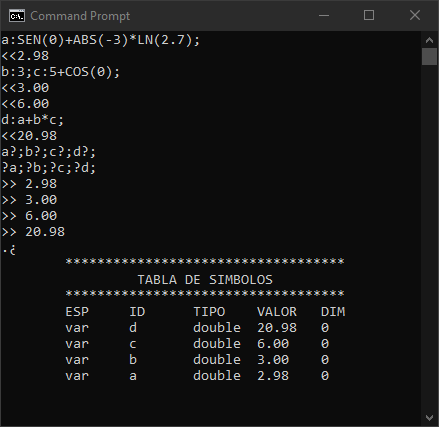 Command Prompt
a:SEN(0)+ABS(-3)*LN(2.7);
<<2.98
b:3;c:5+COS(0);
<<3.00
<<6.00
d:a+b*c;
<<20.98
a?;b?;c?;d?;
?a;?b;?c;?d;
>> 2.98
>> 3.00
>> 6.00
>> 20.98
.¿
***********************************
TABLA DE SIMBOLOS
***********************************
ESP ID TIPO VALOR DIM
var d double 20.98 0
var c double 6.00 0
var b double 3.00 0
var a double 2.98 0